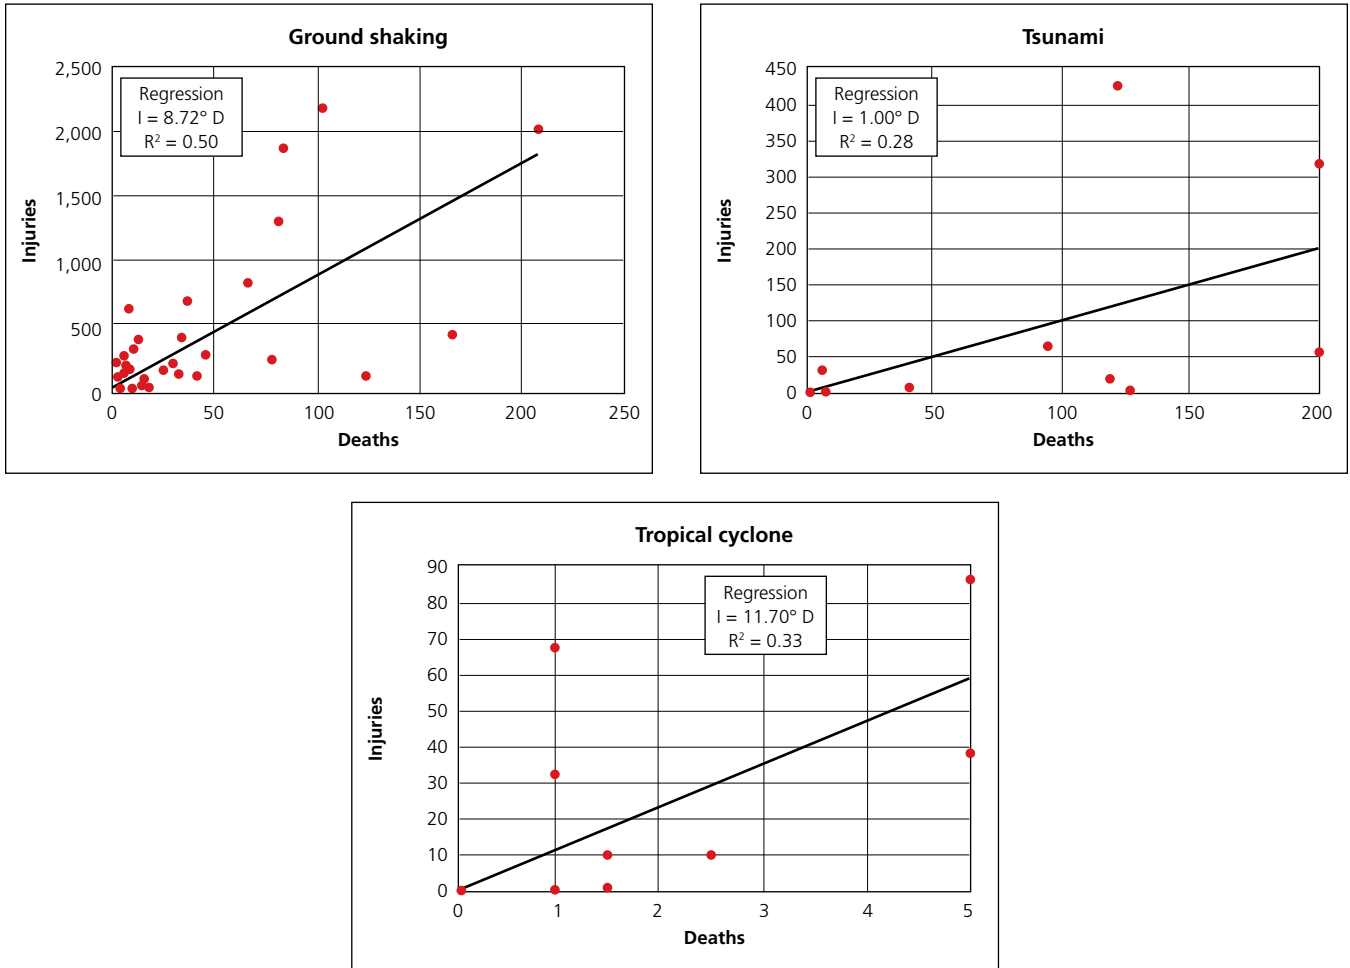 Ground shaking
Regression
I = 8.72° D
R² = 0.50
2,500
2,000
1,500
1,000
500
0
Injuries
0 50 100 150 200 250
Deaths
Tsunami
Regression
I = 1.00° D
R² = 0.28
450
400
350
300
250
200
150
100
50
0
Injuries
0 50 100 150 200
Deaths
Tropical cyclone
Regression
I = 11.70° D
R² = 0.33
90
80
70
60
50
40
30
20
10
0
Injuries
0 1 2 3 4 5
Deaths